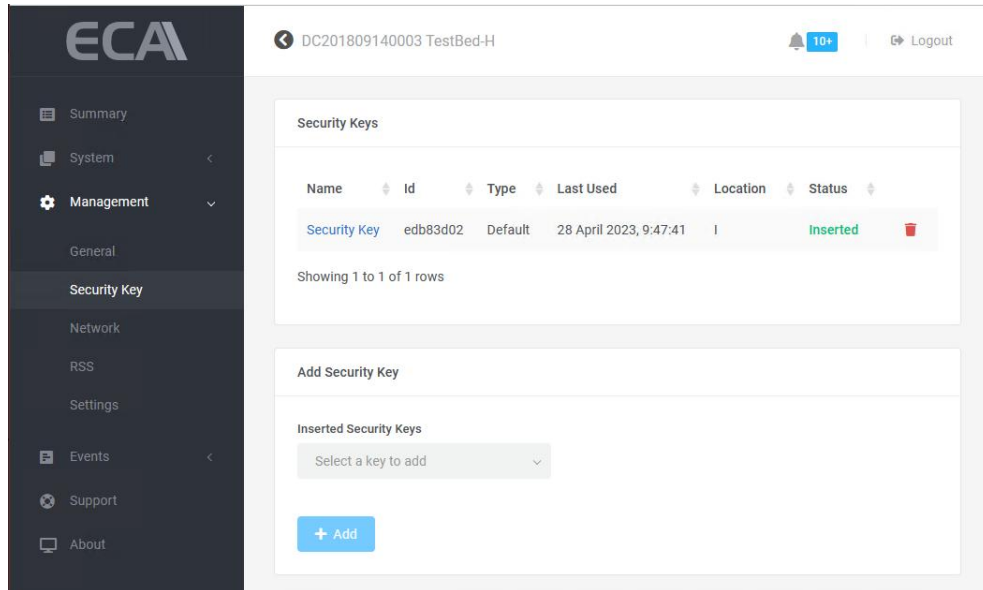 ECA
DC201809140003 TestBed-H
10+
Logout
Summary
System
Management
General
Security Key
Network
RSS
Settings
Events
Support
About
Security Keys
Name Id Type Last Used Location Status
Security Key edb83d02 Default 28 April 2023, 9:47:41 I Inserted
Showing 1 to 1 of 1 rows
Add Security Key
Inserted Security Keys
Select a key to add
+ Add